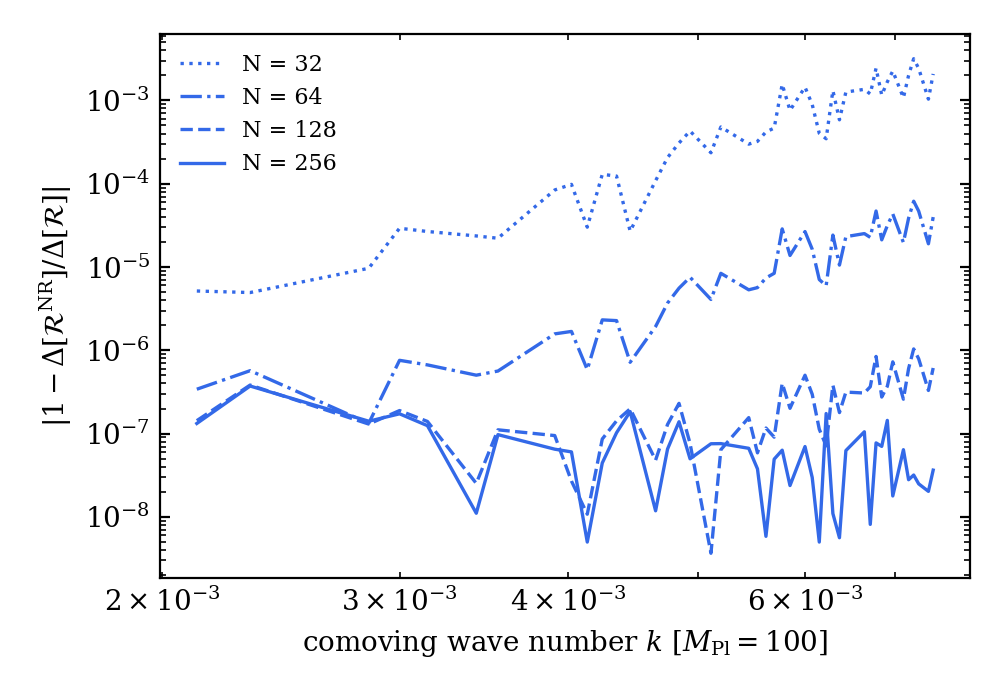 N = 32
N = 64
N = 128
N = 256
10⁻³
10⁻⁴
10⁻⁵
10⁻⁶
10⁻⁷
10⁻⁸
|1 − Δ[ℛᴺᴿ]/Δ[ℛ]|
2 × 10⁻³ 3 × 10⁻³ 4 × 10⁻³ 6 × 10⁻³
comoving wave number k [M_Pl = 100]